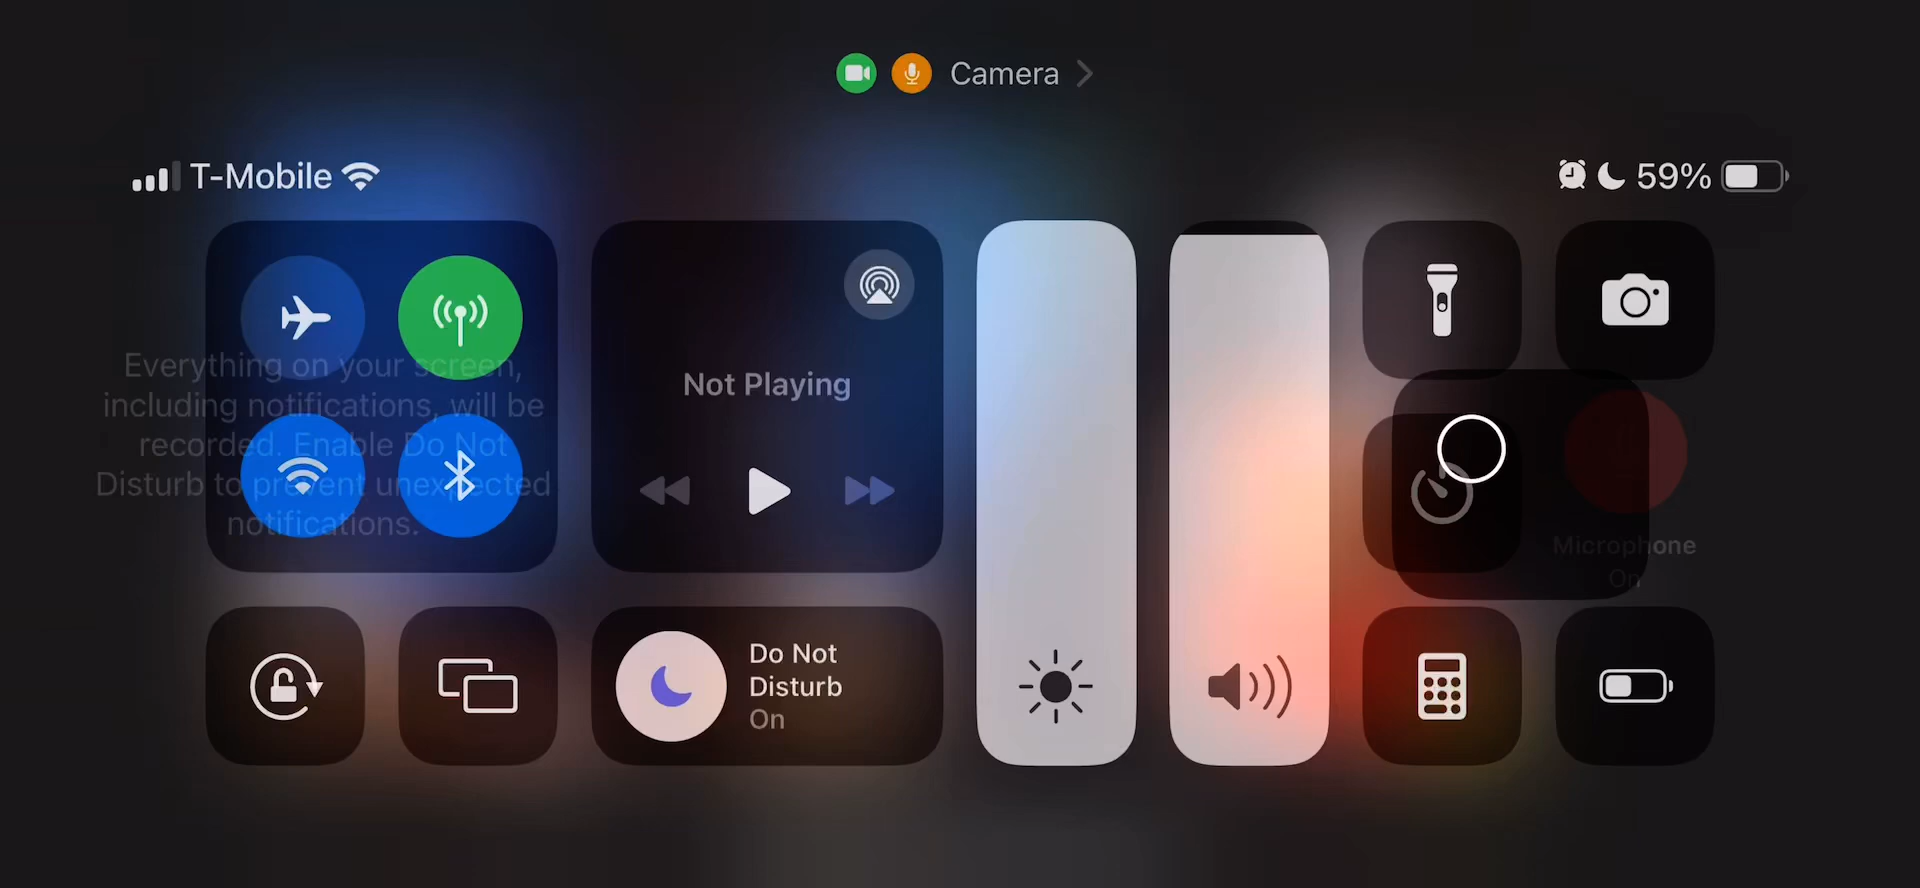 Camera
T-Mobile
59%
Everything on your screen,
including notifications, will be
recorded. Enable Do Not
Disturb to prevent unexpected
notifications.
Not Playing
Microphone
On
Do Not
Disturb
On